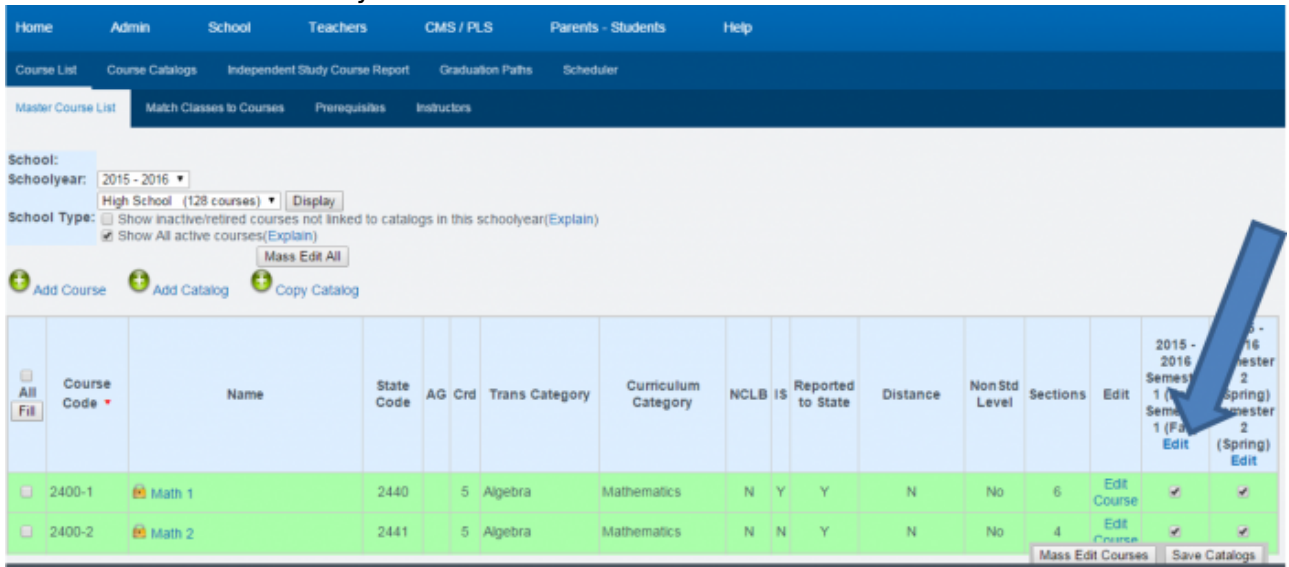 Home Admin School Teachers CMS / PLS Parents - Students Help
Course List Course Catalogs Independent Study Course Report Graduation Paths Scheduler
Master Course List Match Classes to Courses Prerequisites Instructors
School:
Schoolyear: 2015 - 2016
High School (128 courses) Display
School Type: Show inactive/retired courses not linked to catalogs in this schoolyear(Explain)
Show All active courses(Explain)
Mass Edit All
Add Course Add Catalog Copy Catalog
All Fill Course Code Name State Code AG Crd Trans Category Curriculum Category NCLB IS Reported to State Distance Non Std Level Sections Edit 2015 - 2016 1 1 Edit 2 (Spring) 2 (Spring) Edit
2400-1 Math 1 2440 5 Algebra Mathematics N Y Y N No 6 Edit Course
2400-2 Math 2 2441 5 Algebra Mathematics N N Y N No 4 Edit Course
Mass Edit Courses Save Catalogs